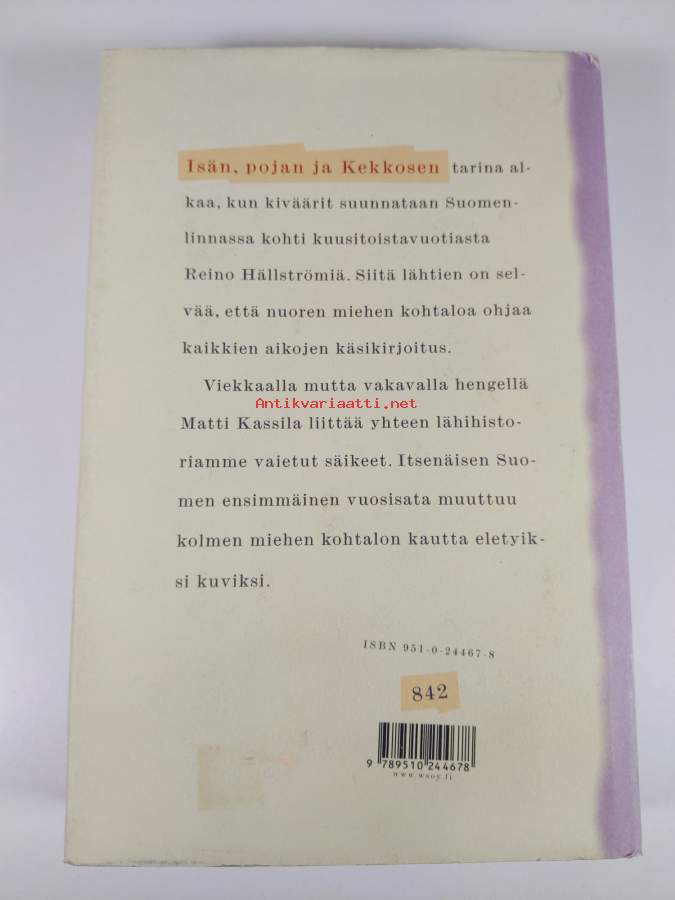 Isän, pojan ja Kekkosen tarina al-
kaa, kun kiväärit suunnataan Suomen-
linnassa kohti kuusitoistavuotiasta
Reino Hällströmiä. Siitä lähtien on sel-
vää, että nuoren miehen kohtaloa ohjaa
kaikkien aikojen käsikirjoitus.
Viekkaalla mutta vakavalla hengellä
Antikvariaatti.net
Matti Kassila liittää yhteen lähihisto-
riamme vaietut säikeet. Itsenäisen Suo-
men ensimmäinen vuosisata muuttuu
kolmen miehen kohtalon kautta eletyik-
si kuviksi.
ISBN 951-0-24467-8
842
9 789510 244678
www.wsoy.fi